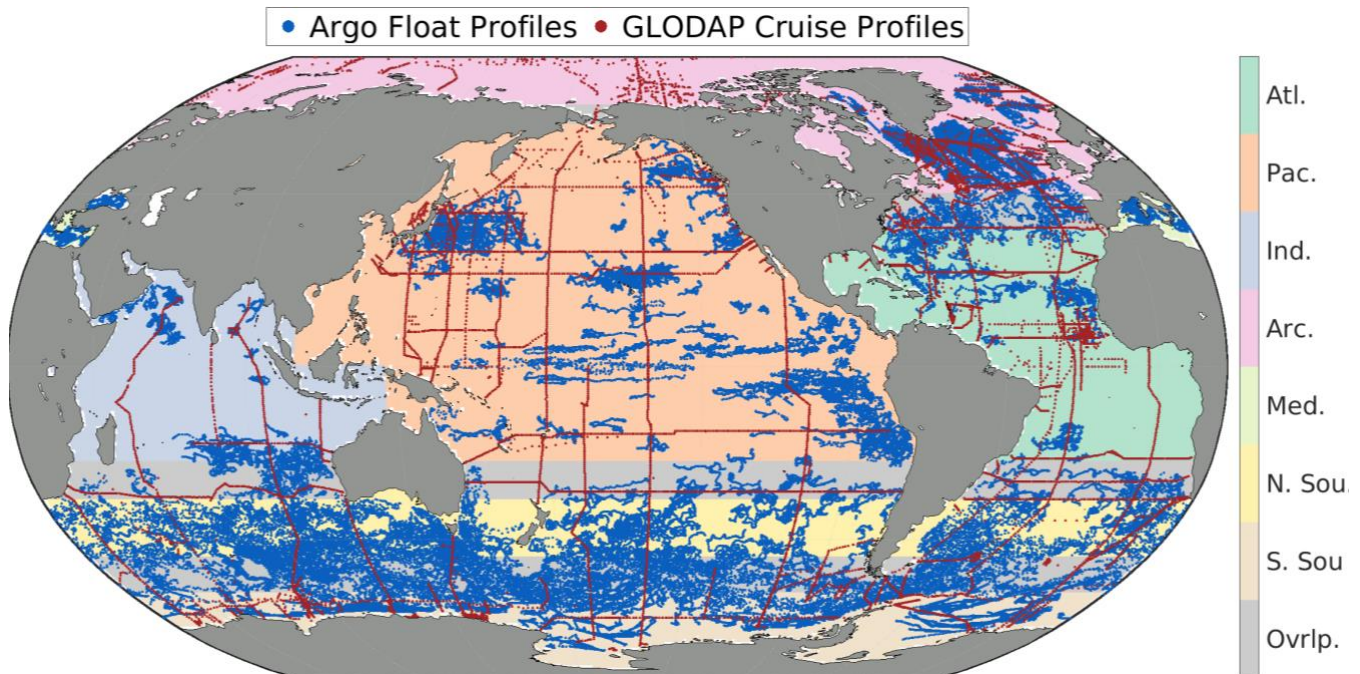 Argo Float Profiles GLODAP Cruise Profiles
Atl.
Pac.
Ind.
Arc.
Med.
N. Sou.
S. Sou
Ovrlp.